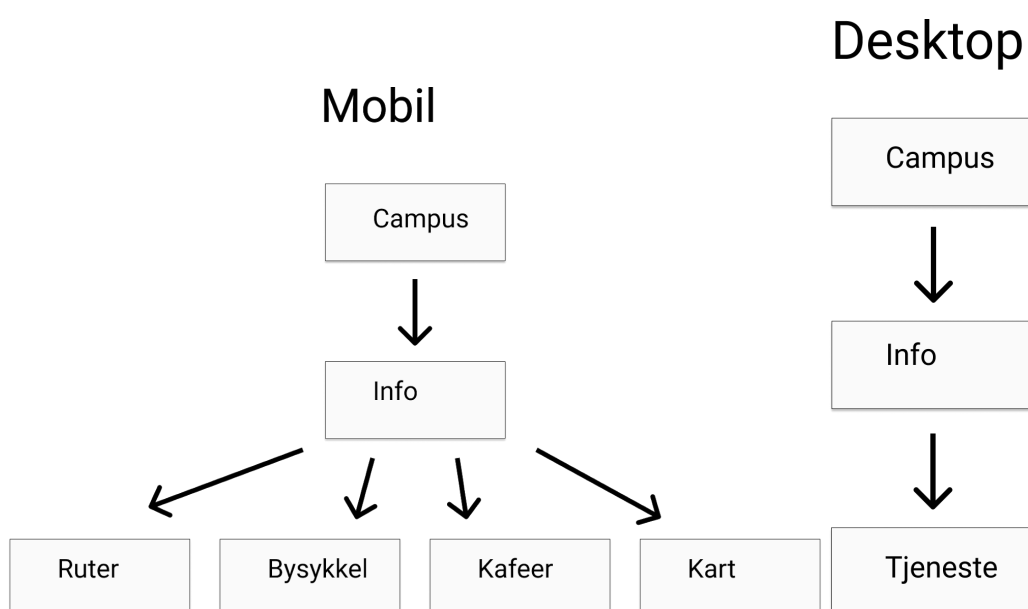 Mobil
Campus
Info
Ruter
Bysykkel
Kafeer
Kart
Desktop
Campus
Info
Tjeneste